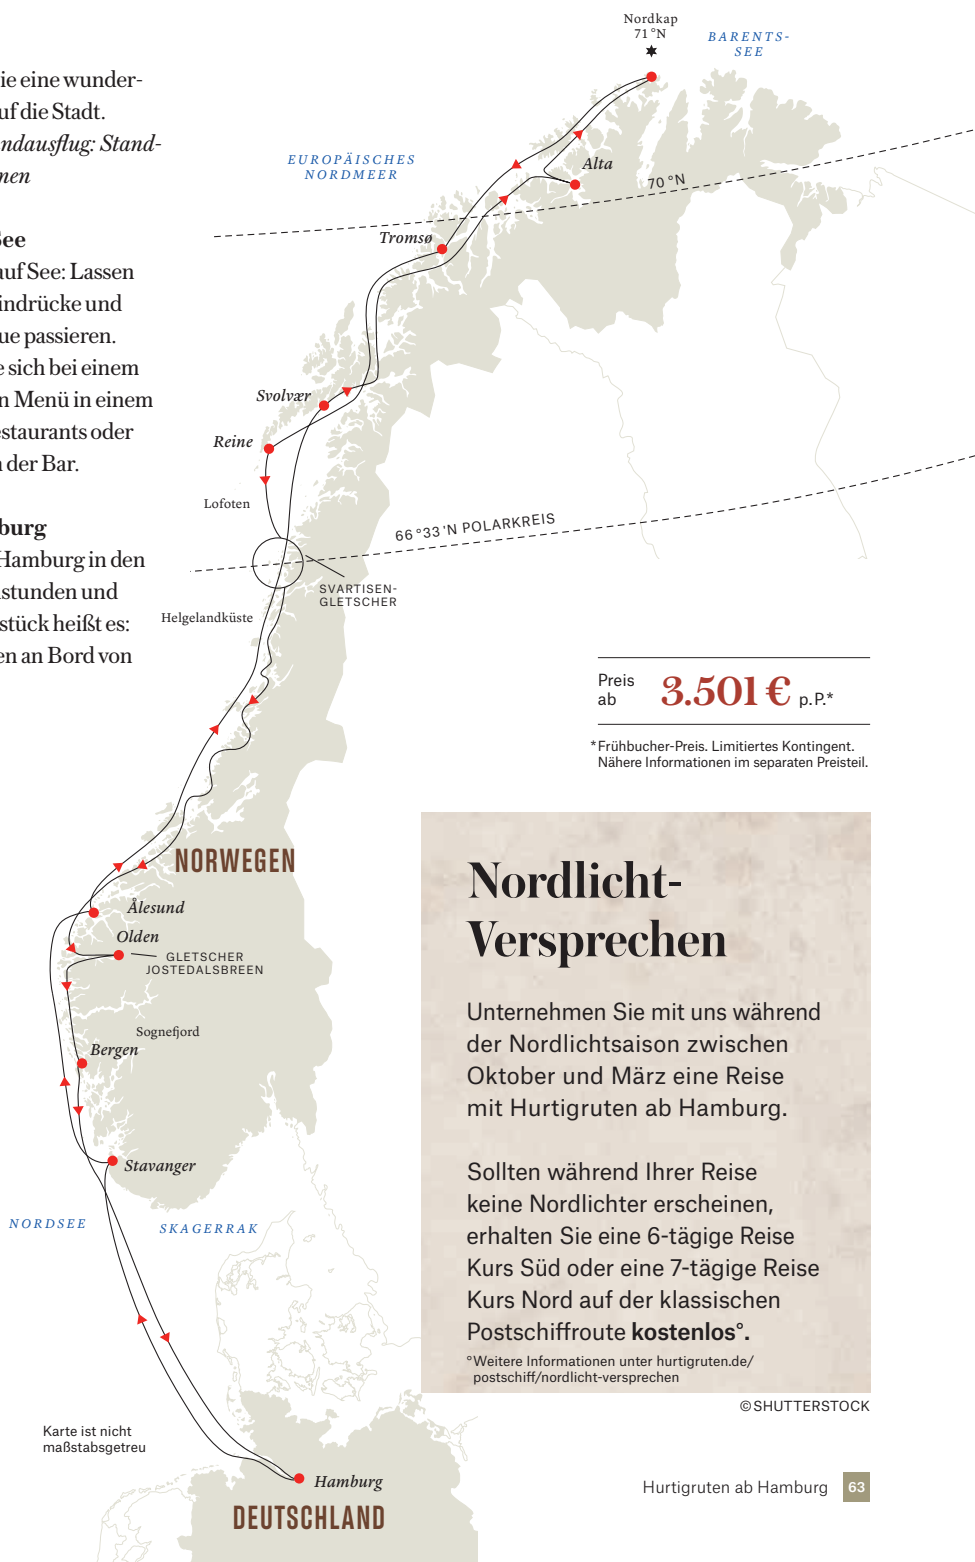 ie eine wunder-
uf die Stadt.
ndausflug: Stand-
nen
See
auf See: Lassen
indrücke und
ue passieren.
e sich bei einem
n Menü in einem
estaurants oder
n der Bar.
burg
Hamburg in den
stunden und
stück heißt es:
en an Bord von
Nordkap
71°N
BARENTS-
SEE
EUROPÄISCHES
NORDMEER
Alta
70°N
Tromsø
Svolvær
Reine
Lofoten
66°33'N POLARKREIS
SVARTISEN-
GLETSCHER
Helgelandküste
NORWEGEN
Ålesund
Olden
GLETSCHER
JOSTEDALSBREEN
Sognefjord
Bergen
Stavanger
NORDSEE
SKAGERRAK
Karte ist nicht
maßstabsgetreu
Hamburg
DEUTSCHLAND
Preis
ab
3.501 € p.P.*
*Frühbucher-Preis. Limitiertes Kontingent.
Nähere Informationen im separaten Preisteil.
Nordlicht-
Versprechen
Unternehmen Sie mit uns während
der Nordlichtsaison zwischen
Oktober und März eine Reise
mit Hurtigruten ab Hamburg.
Sollten während Ihrer Reise
keine Nordlichter erscheinen,
erhalten Sie eine 6-tägige Reise
Kurs Süd oder eine 7-tägige Reise
Kurs Nord auf der klassischen
Postschiffroute kostenlos°.
°Weitere Informationen unter hurtigruten.de/
postschiff/nordlicht-versprechen
©SHUTTERSTOCK
Hurtigruten ab Hamburg 63